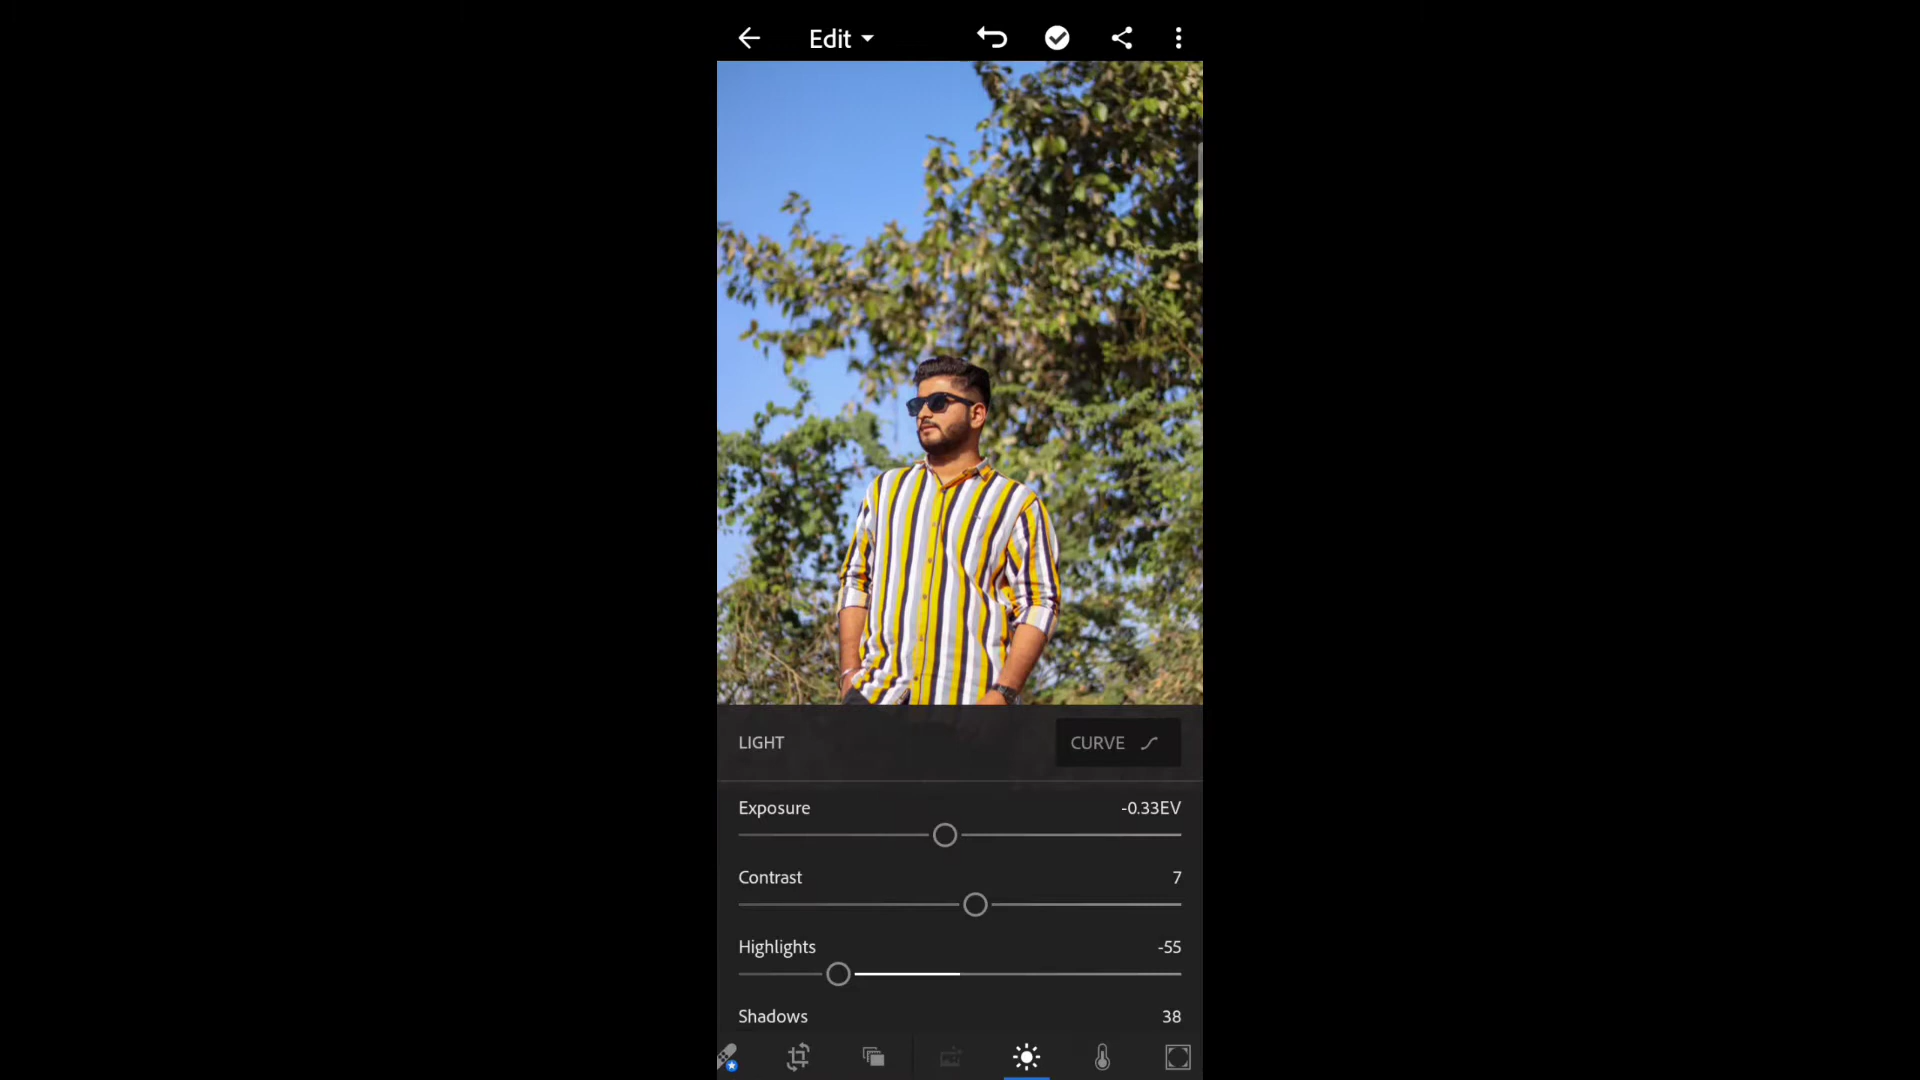 Edit
LIGHT
CURVE
Exposure -0.33EV
Contrast 7
Highlights -55
Shadows 38